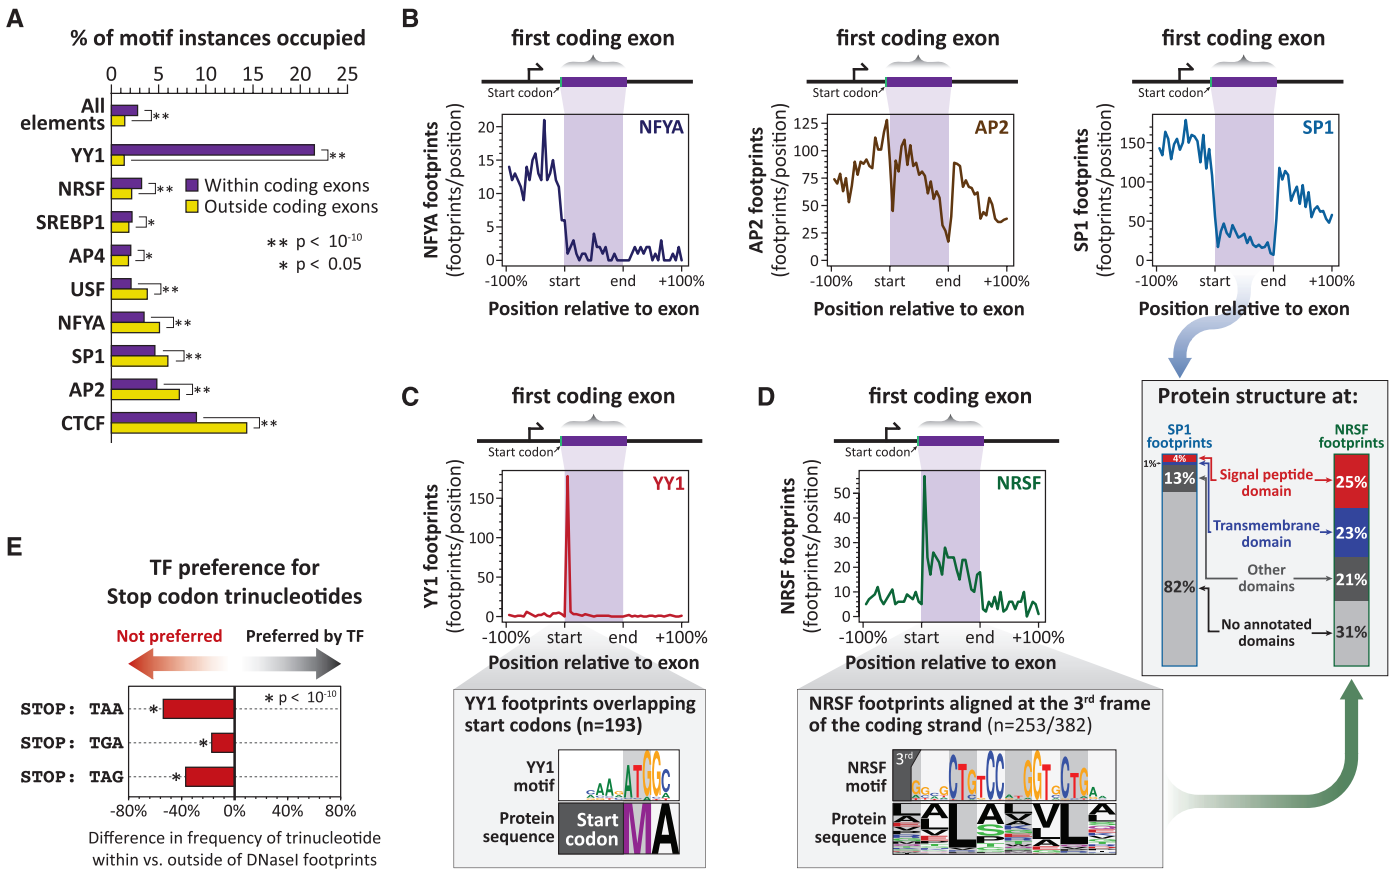 A
% of motif instances occupied
0 5 10 15 20 25
All
elements
**
YY1
**
NRSF
**
SREBP1
*
AP4
*
USF
**
NFYA
**
SP1
**
AP2
**
CTCF
**
Within coding exons
Outside coding exons
** p < 10-10
* p < 0.05
B
first coding exon
Start codon
NFYA footprints
(footprints/position)
20
15
10
5
0
NFYA
-100% start end +100%
Position relative to exon
first coding exon
Start codon
AP2 footprints
(footprints/position)
125
100
75
50
25
0
AP2
-100% start end +100%
Position relative to exon
first coding exon
Start codon
SP1 footprints
(footprints/position)
150
100
50
0
SP1
-100% start end +100%
Position relative to exon
C
first coding exon
Start codon
YY1 footprints
(footprints/position)
150
100
50
0
YY1
-100% start end +100%
Position relative to exon
YY1 footprints overlapping
start codons (n=193)
YY1
motif
CAA ATGGC
Protein
sequence
Start
codon
MA
D
first coding exon
Start codon
NRSF footprints
(footprints/position)
50
40
30
20
10
0
NRSF
-100% start end +100%
Position relative to exon
NRSF footprints aligned at the 3rd frame
of the coding strand (n=253/382)
NRSF
motif
3rd
CTGTCC GGTCTG
Protein
sequence
Protein structure at:
SP1
footprints
NRSF
footprints
4%
1%
13%
82%
Signal peptide
domain
Transmembrane
domain
Other
domains
No annotated
domains
25%
23%
21%
31%
E
TF preference for
Stop codon trinucleotides
Not preferred
Preferred by TF
* p < 10-10
STOP: TAA *
STOP: TGA *
STOP: TAG *
-80% -40% 0% 40% 80%
Difference in frequency of trinucleotide
within vs. outside of DNaseI footprints